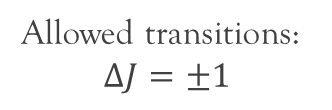 Allowed transitions:
ΔJ = ±1